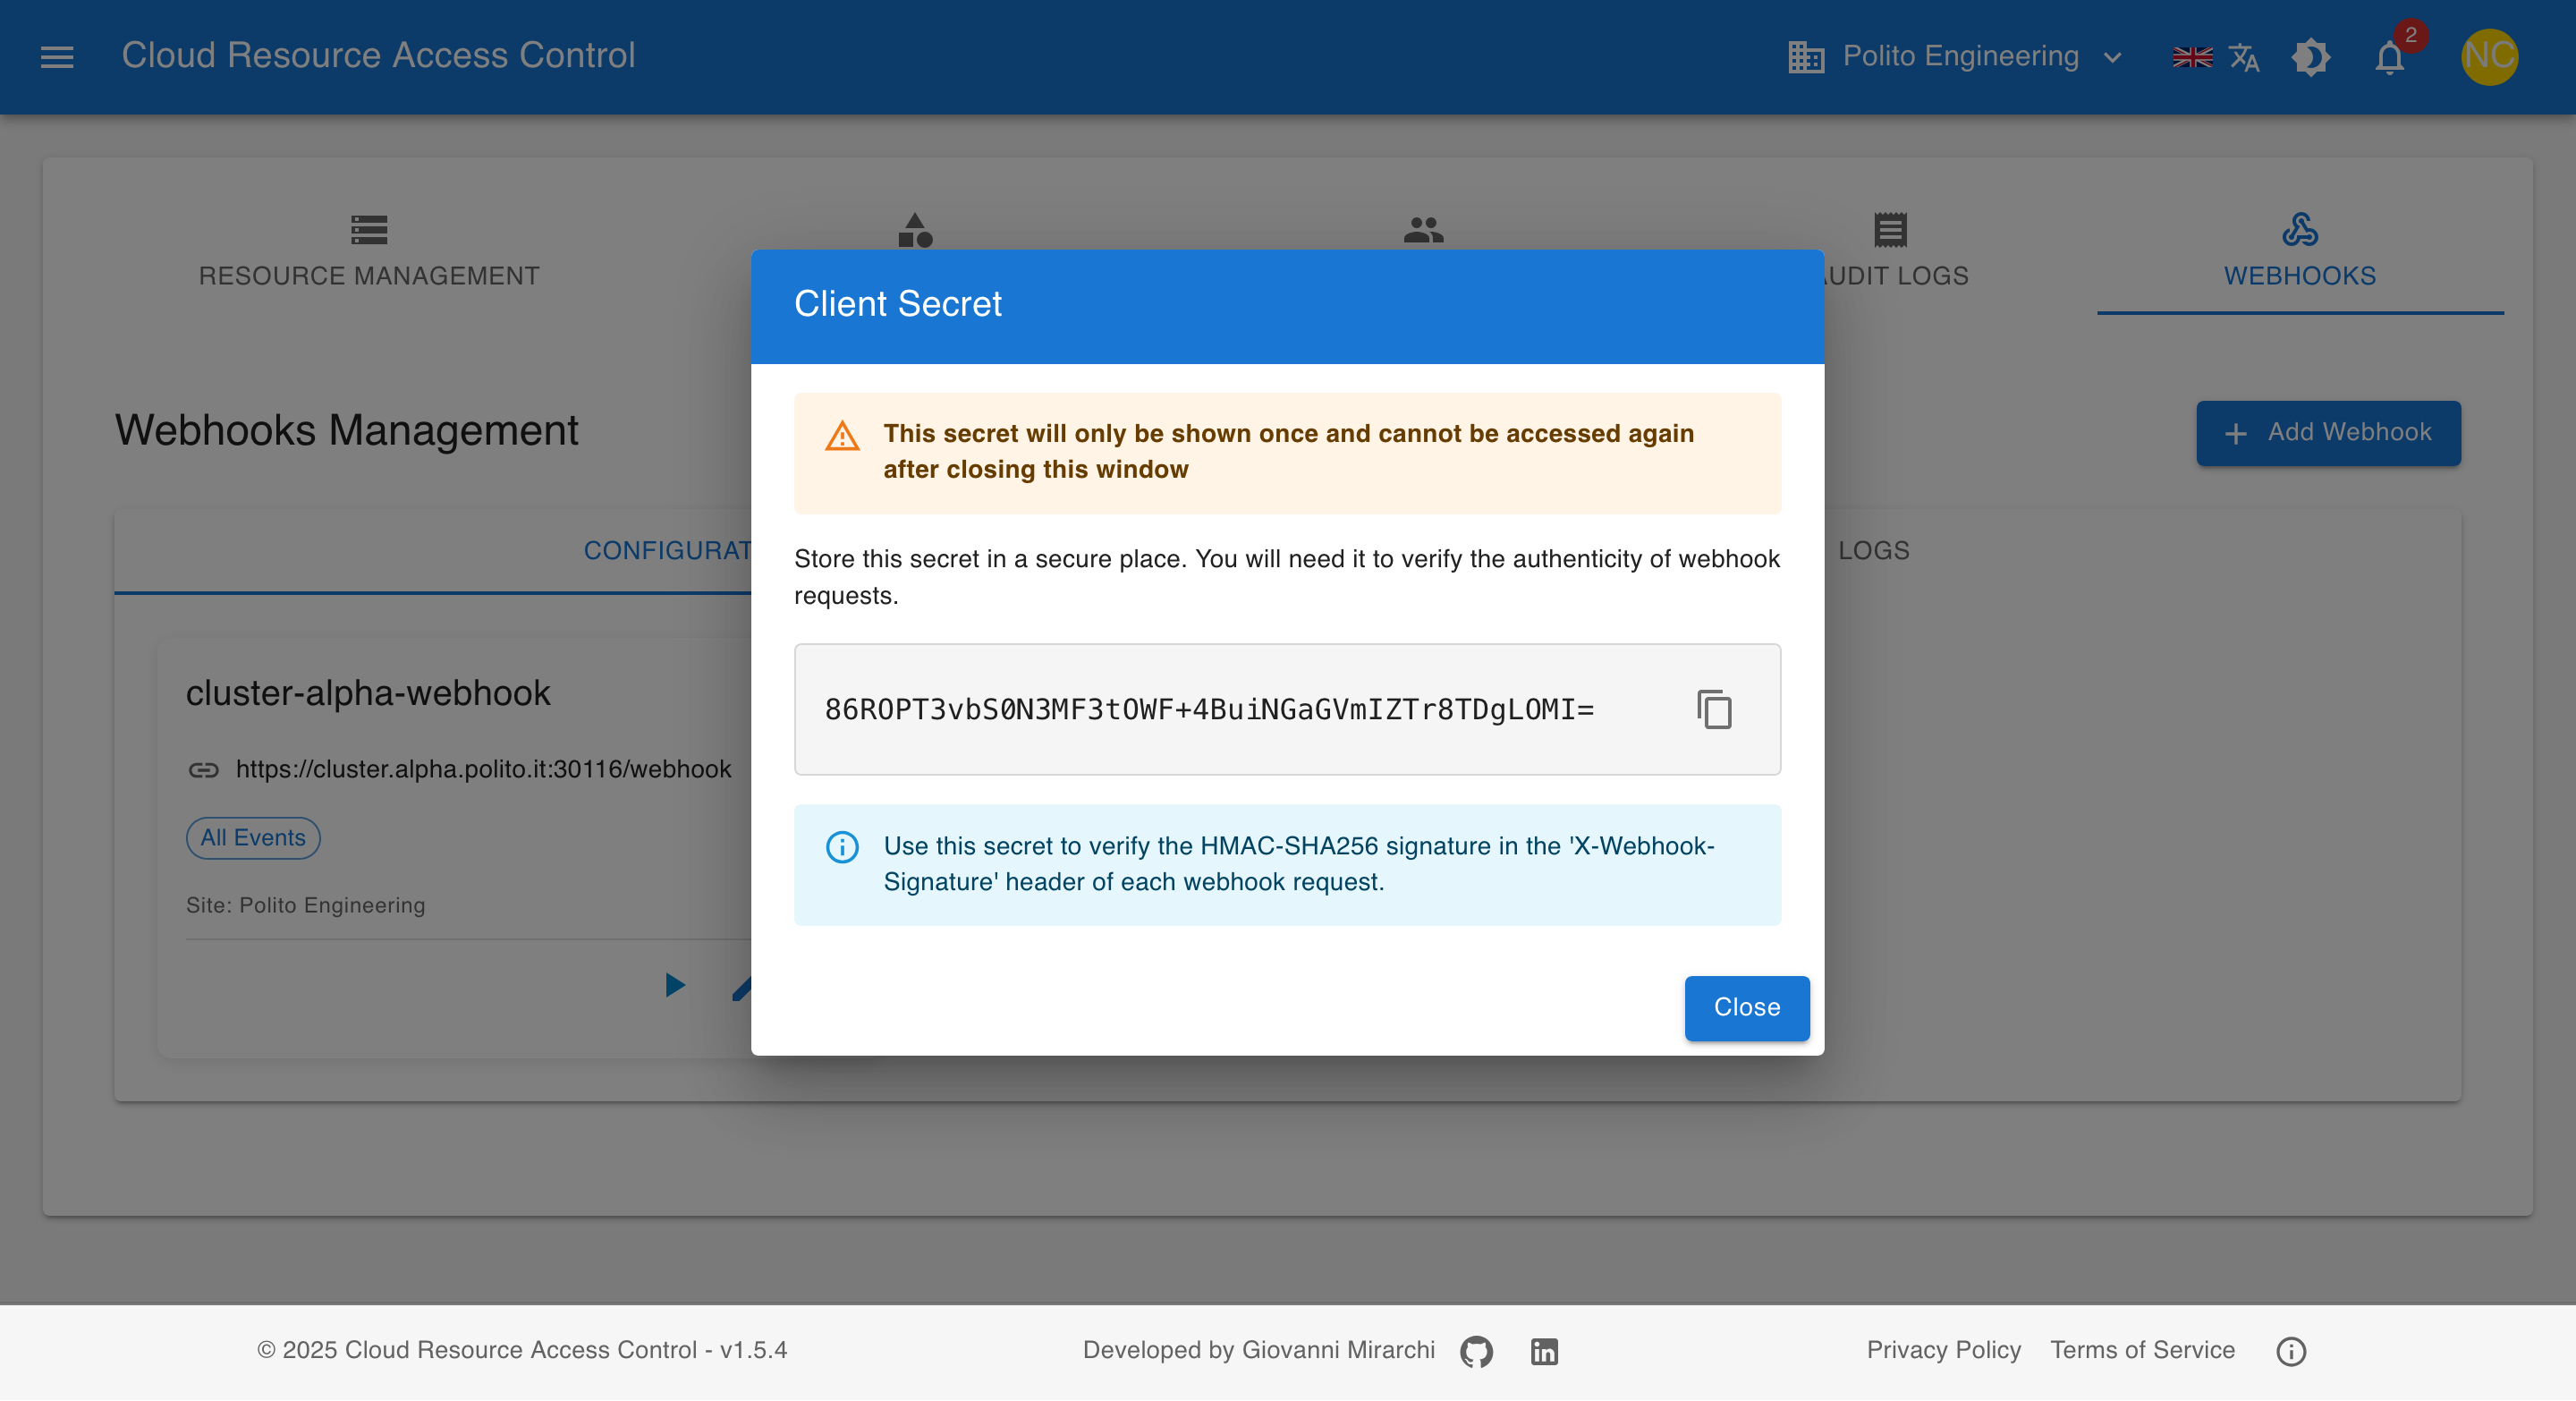 Cloud Resource Access Control
Polito Engineering
2
NC
RESOURCE MANAGEMENT
AUDIT LOGS
WEBHOOKS
Client Secret
This secret will only be shown once and cannot be accessed again
after closing this window
Webhooks Management
Add Webhook
Store this secret in a secure place. You will need it to verify the authenticity of webhook
requests.
CONFIGURAT
LOGS
86ROPT3vbS0N3MF3tOWF+4BuiNGaGVmIZTr8TDgLOMI=
cluster-alpha-webhook
https://cluster.alpha.polito.it:30116/webhook
All Events
Use this secret to verify the HMAC-SHA256 signature in the 'X-Webhook-
Signature' header of each webhook request.
Site: Polito Engineering
Close
© 2025 Cloud Resource Access Control - v1.5.4
Developed by Giovanni Mirarchi
Privacy Policy
Terms of Service